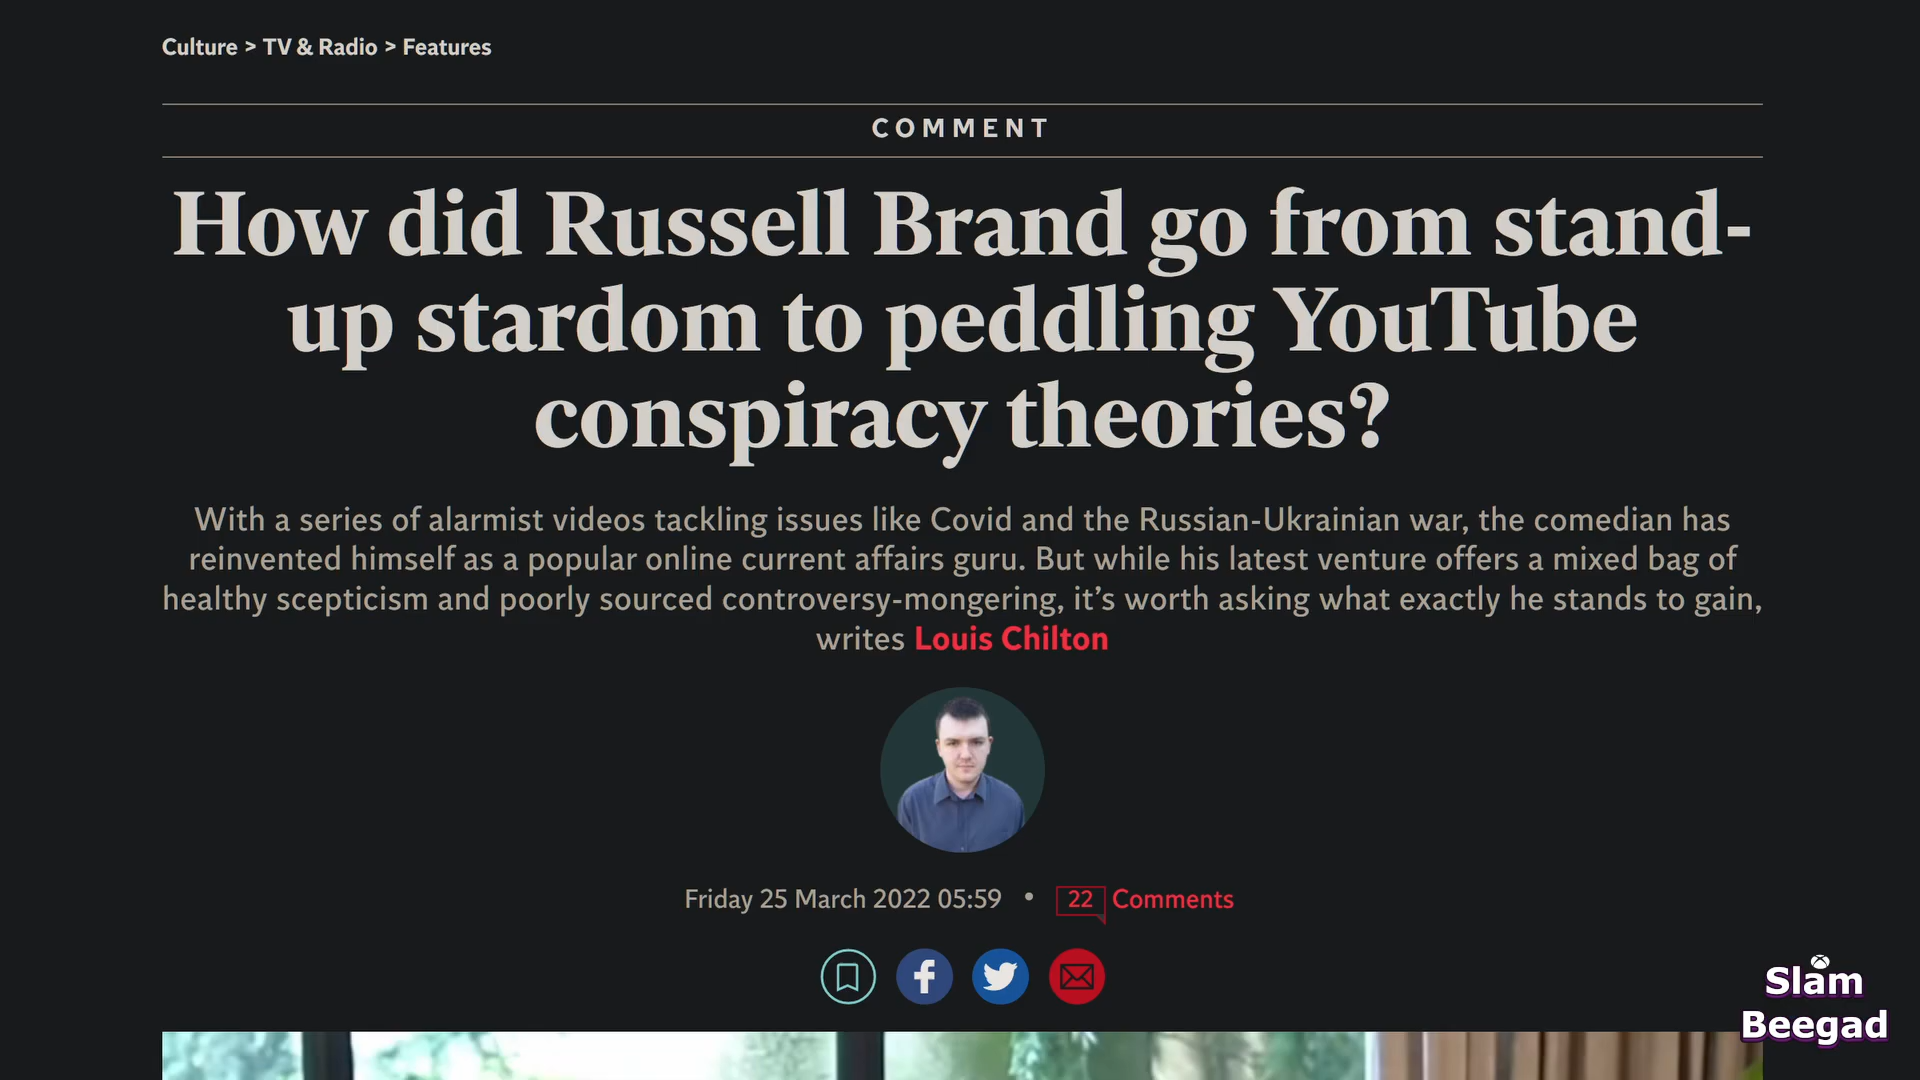 Culture > TV & Radio > Features
COMMENT
How did Russell Brand go from stand-
up stardom to peddling YouTube
conspiracy theories?
With a series of alarmist videos tackling issues like Covid and the Russian-Ukrainian war, the comedian has
reinvented himself as a popular online current affairs guru. But while his latest venture offers a mixed bag of
healthy scepticism and poorly sourced controversy-mongering, it’s worth asking what exactly he stands to gain,
writes Louis Chilton
Friday 25 March 2022 05:59 • 22 Comments
Slam
Beegad